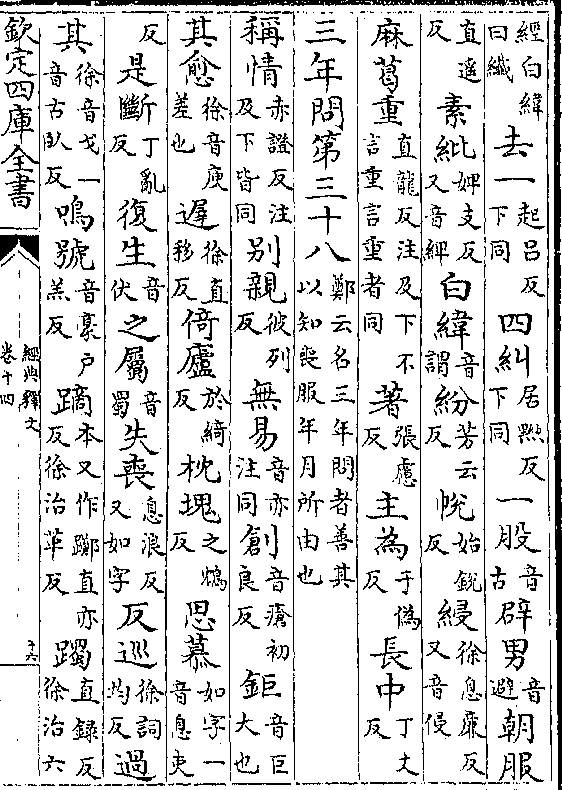 經白緯曰纖去一起呂反下同四糾居黝反下同一股音古辟男音避朝服
直遥反素紕婢支反又音緷白緯音謂紛芳云反帨始銳反綅徐息廉反又音侵
麻葛重直龍反注及下不言重言重者同著張慮反主為于偽反長中丁丈反
三年問第三十八鄭云名三年問者善其以知喪服年月所由也
稱情赤證反注及下皆同别親彼列反無易音亦注同創音瘡初良反鉅音巨大也
其愈徐音庾差也遲徐直移反倚廬於綺反枕塊之鴆反思慕如字一音息吏
反是斷丁亂反復生音伏之屬音蜀失喪息浪反又如字反巡徐詞均反過
其徐音戈一音古臥反鳴號音豪户羔反蹢本又作躑直亦反徐治革反躅直録反徐治六
欽定四庫全書
經典釋文
卷十四
十六